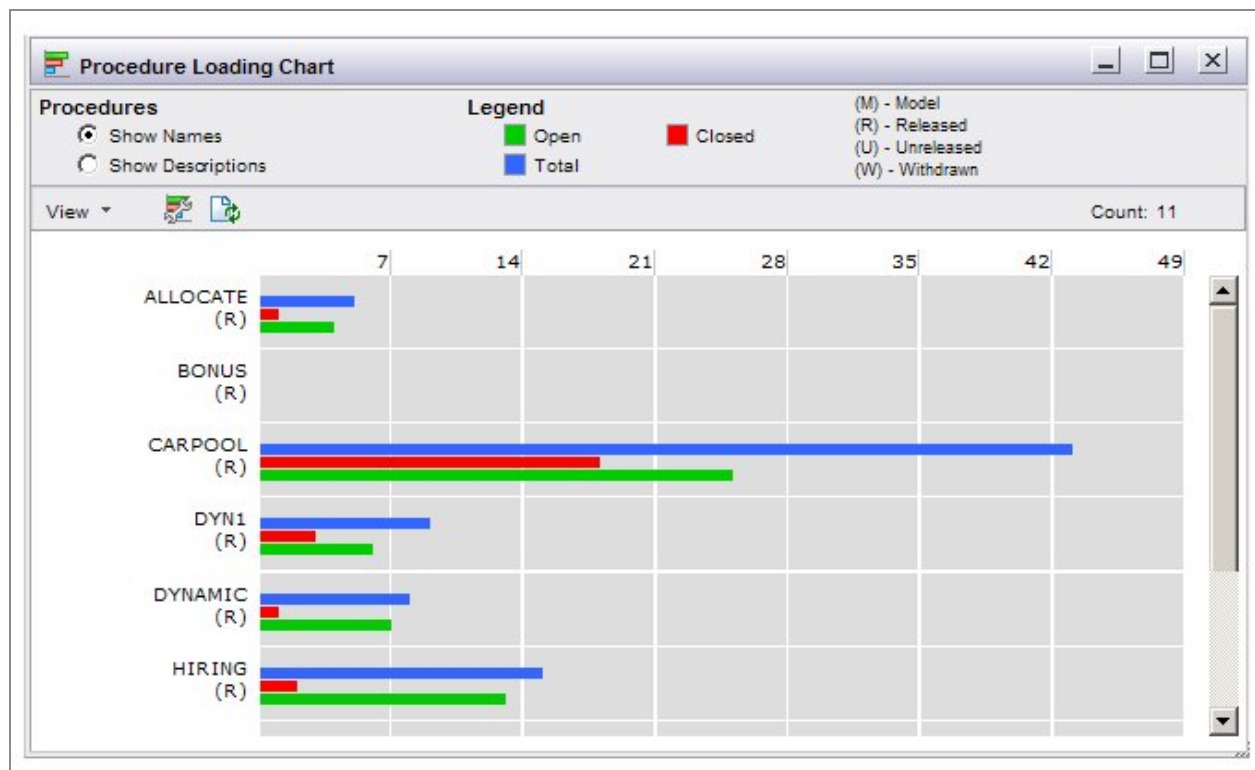 Procedure Loading Chart
Procedures
Show Names
Show Descriptions
Legend
Open
Closed
Total
(M) - Model
(R) - Released
(U) - Unreleased
(W) - Withdrawn
View
Count: 11
7 14 21 28 35 42 49
ALLOCATE
(R)
BONUS
(R)
CARPOOL
(R)
DYN1
(R)
DYNAMIC
(R)
HIRING
(R)